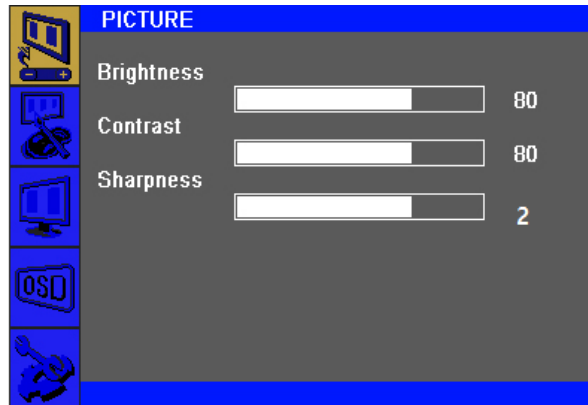 PICTURE
Brightness
80
Contrast
80
Sharpness
2
OSD